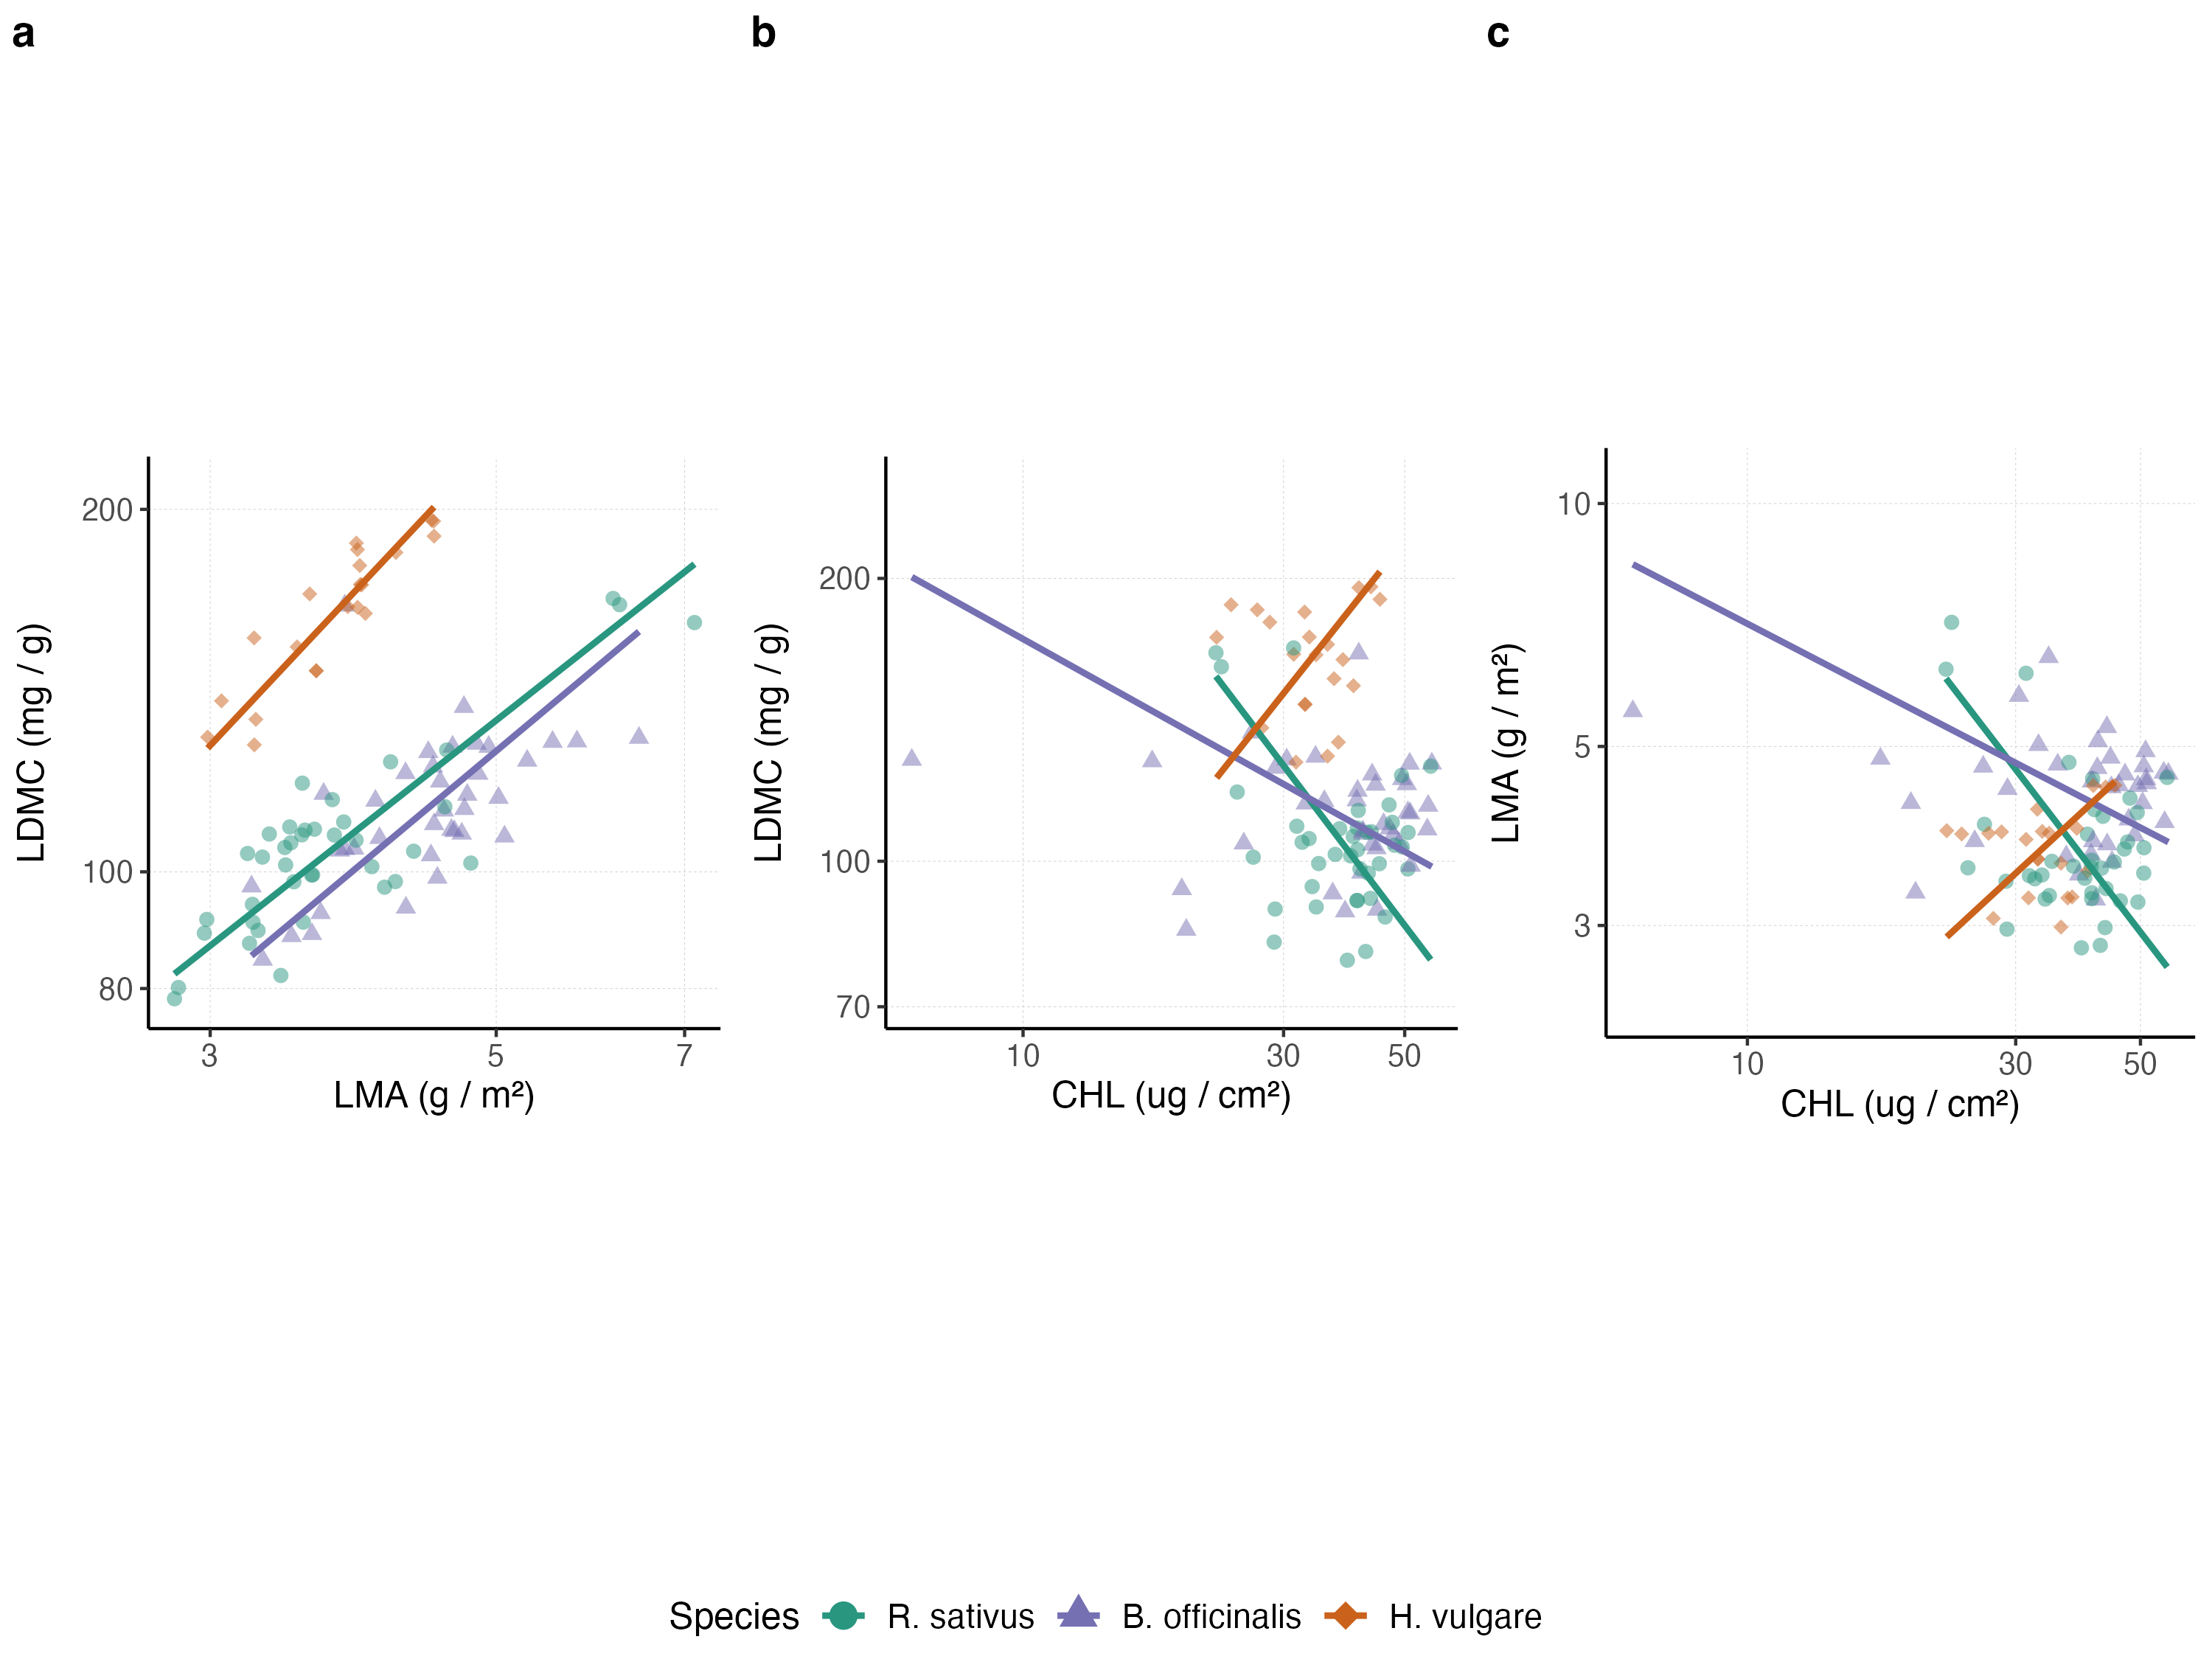 a
b
c
LDMC (mg / g)
200
100
80
3
5
7
LMA (g / m²)
LDMC (mg / g)
200
100
70
10
30
50
CHL (ug / cm²)
LMA (g / m²)
10
5
3
10
30
50
CHL (ug / cm²)
Species R. sativus B. officinalis H. vulgare